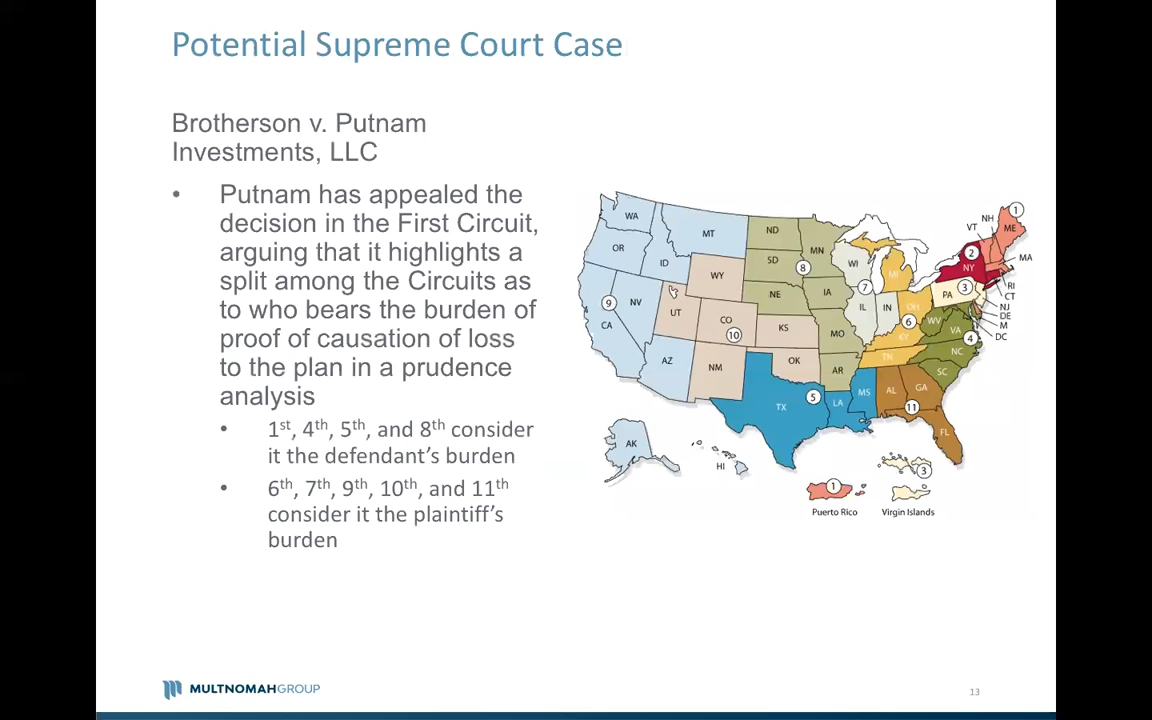 Potential Supreme Court Case
Brotherson v. Putnam
Investments, LLC
• Putnam has appealed the
decision in the First Circuit,
arguing that it highlights a
split among the Circuits as
to who bears the burden of
proof of causation of loss
to the plan in a prudence
analysis
• 1st, 4th, 5th, and 8th consider
it the defendant's burden
• 6th, 7th, 9th, 10th, and 11th
consider it the plaintiff's
burden
WA
OR
CA
NV
ID
MT
WY
UT
AZ
CO
NM
ND
SD
NE
KS
OK
TX
MN
IA
MO
AR
LA
WI
IL
IN
MI
OH
KY
TN
MS
AL
GA
FL
SC
NC
VA
WV
PA
NY
VT
NH
ME
MA
RI
CT
NJ
DE
M
DC
AK
HI
1
2
3
4
5
6
7
8
9
10
11
1
3
Puerto Rico
Virgin Islands
MULTNOMAHGROUP
13